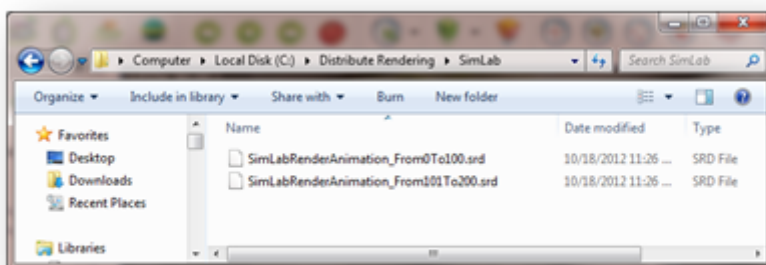 Computer ▸ Local Disk (C:) ▸ Distribute Rendering ▸ SimLab
Search SimLab
Organize Include in library Share with Burn New folder
Favorites
Desktop
Downloads
Recent Places
Libraries
Name Date modified Type
SimLabRenderAnimation_From0To100.srd 10/18/2012 11:26 ... SRD File
SimLabRenderAnimation_From101To200.srd 10/18/2012 11:26 ... SRD File